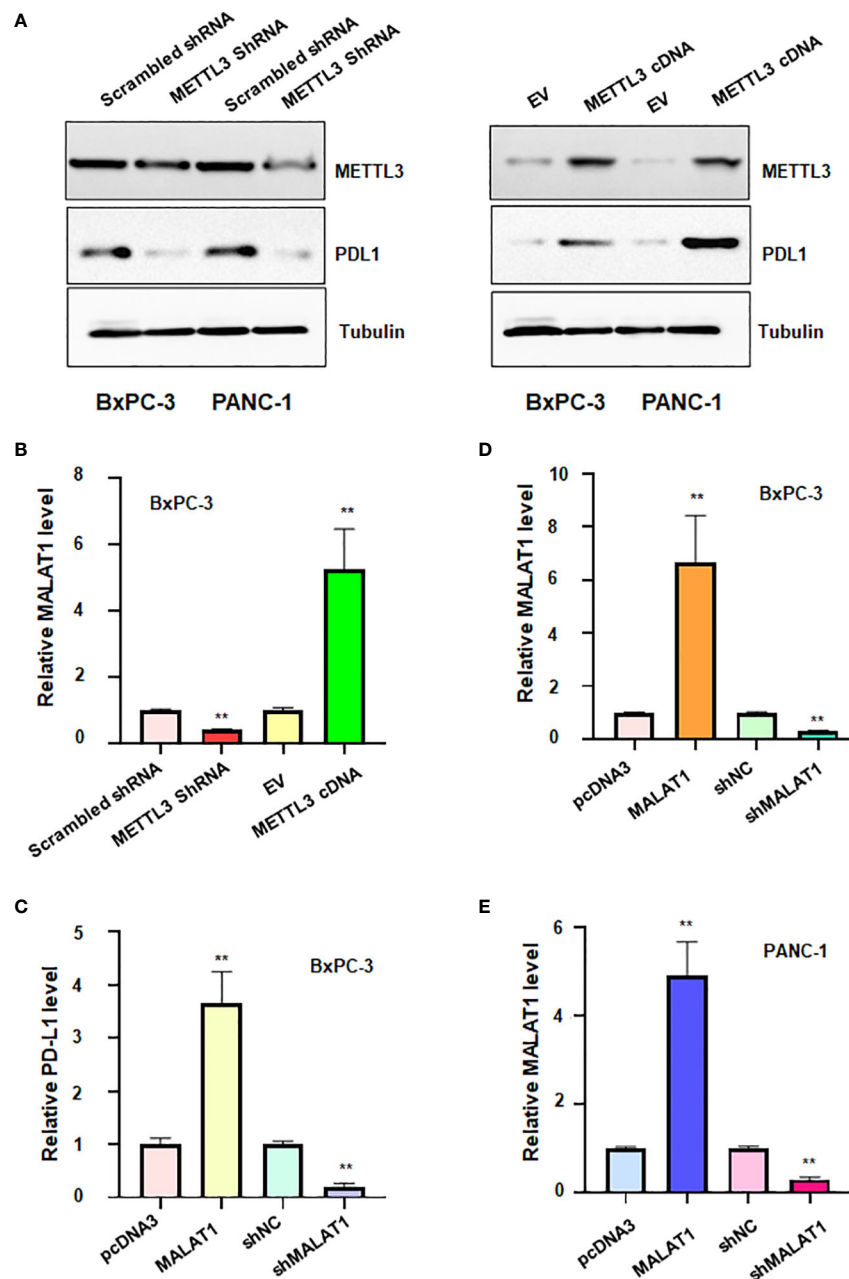 A
Scrambled shRNA
METTL3 ShRNA
Scrambled shRNA
METTL3 ShRNA
METTL3
PDL1
Tubulin
BxPC-3 PANC-1
EV
METTL3 cDNA
EV
METTL3 cDNA
METTL3
PDL1
Tubulin
BxPC-3 PANC-1
B
Relative MALAT1 level
8
6
4
2
0
BxPC-3
**
**
Scrambled shRNA
METTL3 ShRNA
EV
METTL3 cDNA
D
Relative MALAT1 level
10
8
6
4
2
0
BxPC-3
**
**
pcDNA3
MALAT1
shNC
shMALAT1
C
Relative PD-L1 level
5
4
3
2
1
0
BxPC-3
**
**
pcDNA3
MALAT1
shNC
shMALAT1
E
Relative MALAT1 level
6
4
2
0
PANC-1
**
**
pcDNA3
MALAT1
shNC
shMALAT1